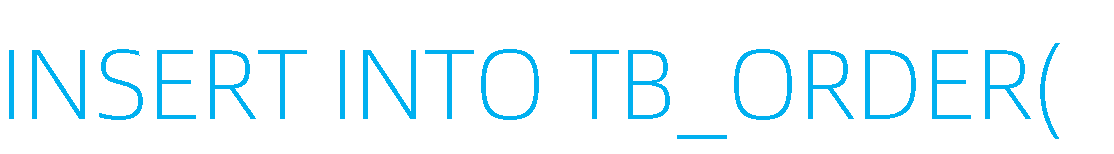 INSERT INTO TB_ORDER(